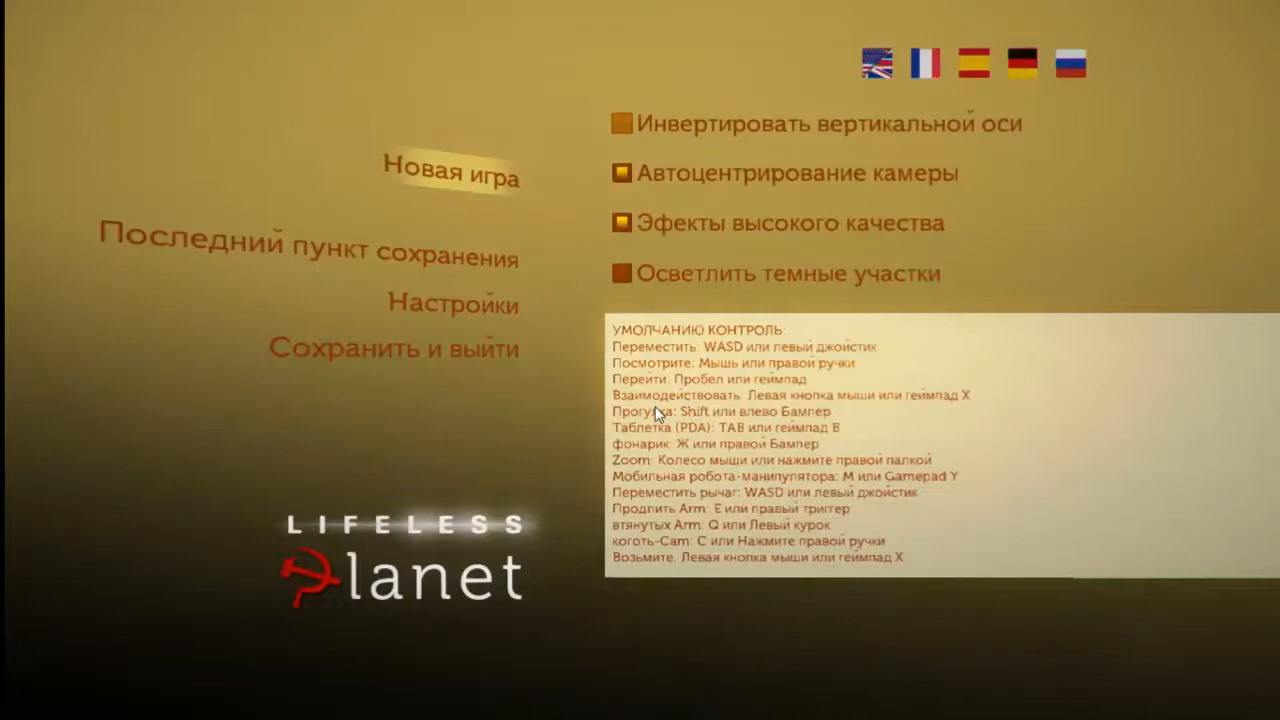 Новая игра
Последний пункт сохранения
Настройки
Сохранить и выйти
LIFELESS
lanet
Инвертировать вертикальной оси
Автоцентрирование камеры
Эфекты высокого качества
Осветлить темные участки
УМОЛЧАНИЮ КОНТРОЛЬ:
Переместить: WASD или левый джойстик
Посмотрите: Мышь или правой ручки
Перейти: Пробел или геймпад
Взаимодействовать: Левая кнопка мыши или геймпад X
Прогулка: Shift или влево Бампер
Таблетка (PDA): TAB или геймпад B
фонарик: Ж или правой Бампер
Zoom: Колесо мыши или нажмите правой палкой
Мобильная робота-манипулятора: M или Gamepad Y
Переместить рычаг: WASD или левый джойстик
Продлить Arm: E или правый триггер
втянутых Arm: Q или Левый курок
коготь-Cam: C или Нажмите правой ручки
Возьмите: Левая кнопка мыши или геймпад X